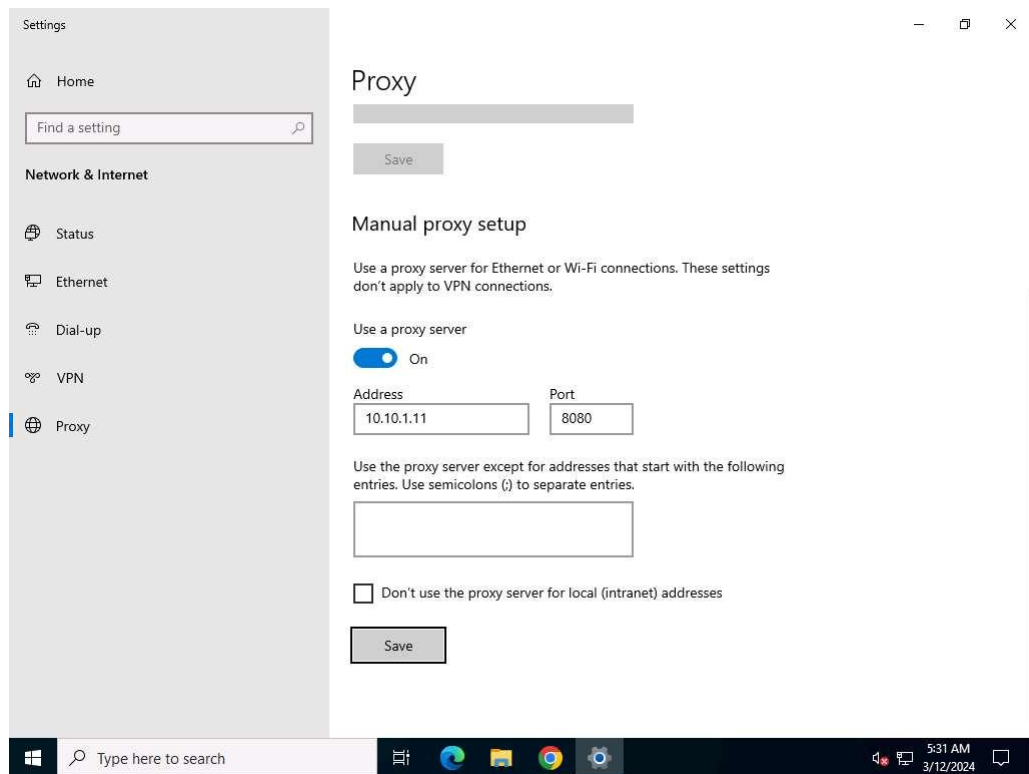 Settings
Home
Find a setting
Network & Internet
Status
Ethernet
Dial-up
VPN
Proxy
Proxy
Save
Manual proxy setup
Use a proxy server for Ethernet or Wi-Fi connections. These settings
don't apply to VPN connections.
Use a proxy server
On
Address Port
10.10.1.11 8080
Use the proxy server except for addresses that start with the following
entries. Use semicolons (;) to separate entries.
Don't use the proxy server for local (intranet) addresses
Save
Type here to search
5:31 AM
3/12/2024